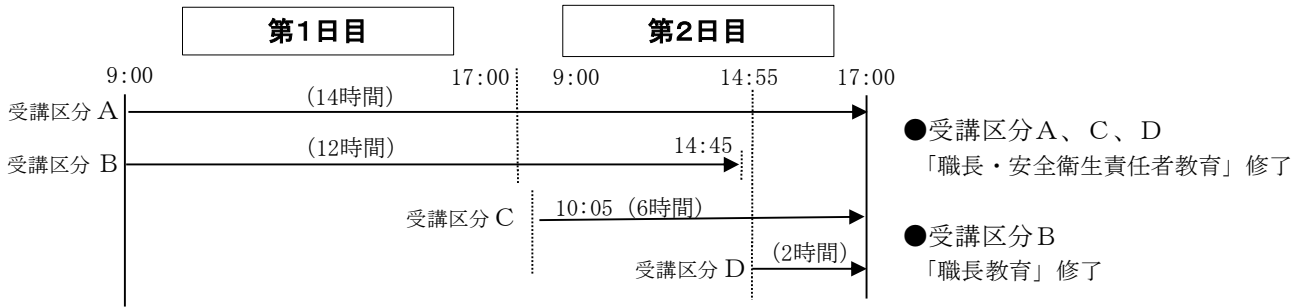 第1日目 第2日目
9:00 17:00 9:00 14:55 17:00
受講区分 A (14時間)
受講区分 B (12時間) 14:45
受講区分 C 10:05 (6時間)
受講区分 D (2時間)
●受講区分A、C、D
「職長・安全衛生責任者教育」修了
●受講区分B
「職長教育」修了